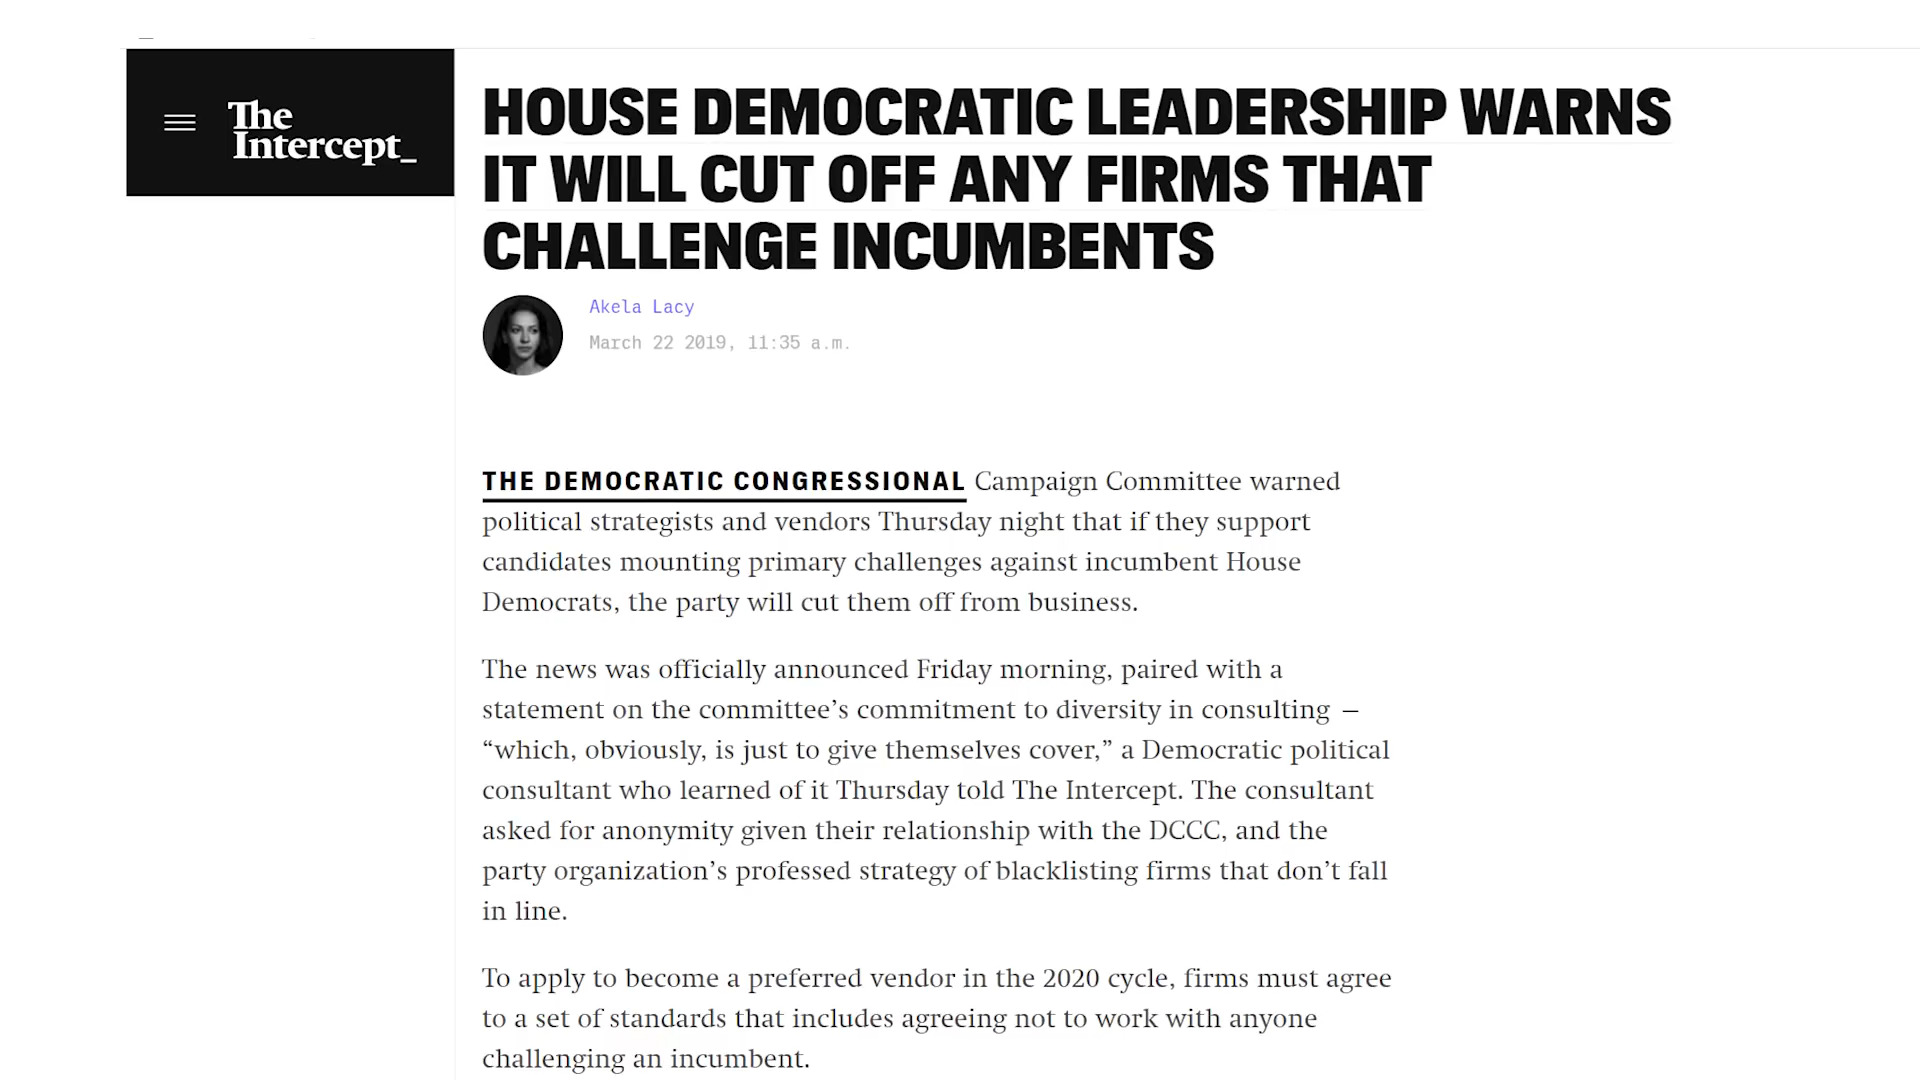 The
Intercept_
HOUSE DEMOCRATIC LEADERSHIP WARNS
IT WILL CUT OFF ANY FIRMS THAT
CHALLENGE INCUMBENTS
Akela Lacy
March 22 2019, 11:35 a.m.
THE DEMOCRATIC CONGRESSIONAL Campaign Committee warned
political strategists and vendors Thursday night that if they support
candidates mounting primary challenges against incumbent House
Democrats, the party will cut them off from business.
The news was officially announced Friday morning, paired with a
statement on the committee’s commitment to diversity in consulting —
“which, obviously, is just to give themselves cover,” a Democratic political
consultant who learned of it Thursday told The Intercept. The consultant
asked for anonymity given their relationship with the DCCC, and the
party organization’s professed strategy of blacklisting firms that don’t fall
in line.
To apply to become a preferred vendor in the 2020 cycle, firms must agree
to a set of standards that includes agreeing not to work with anyone
challenging an incumbent.